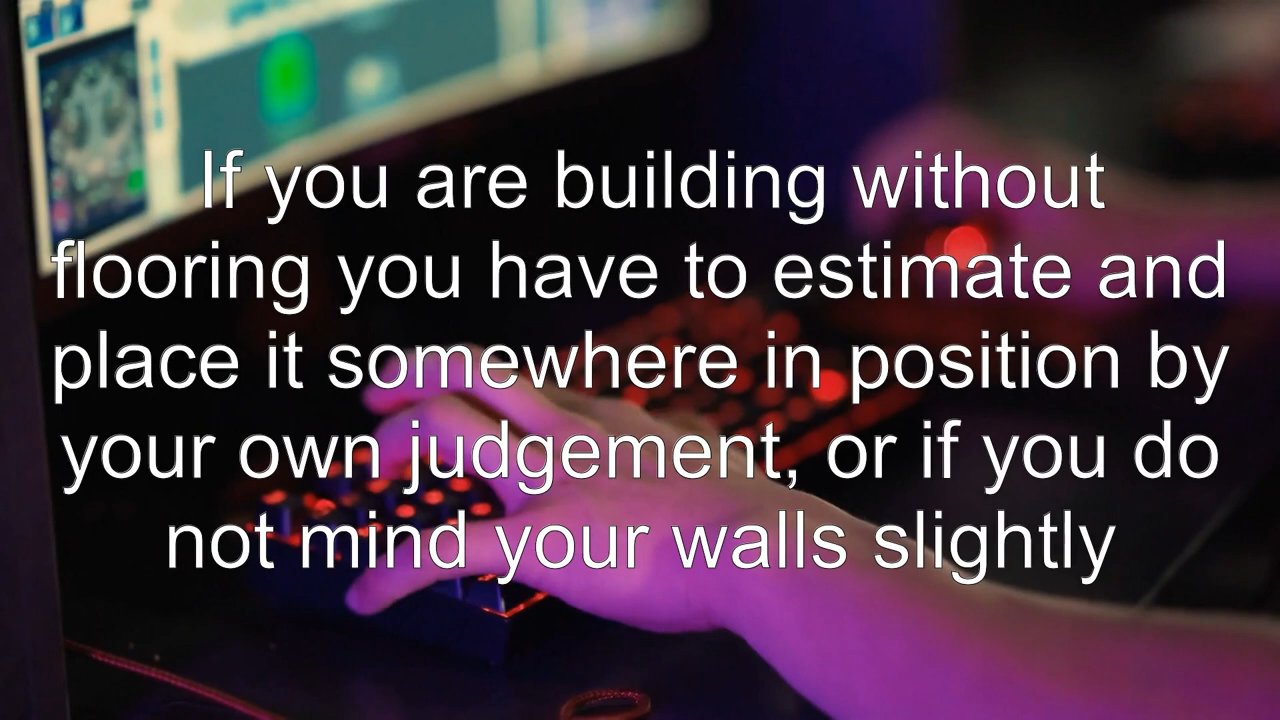 If you are building without
flooring you have to estimate and
place it somewhere in position by
your own judgement, or if you do
not mind your walls slightly